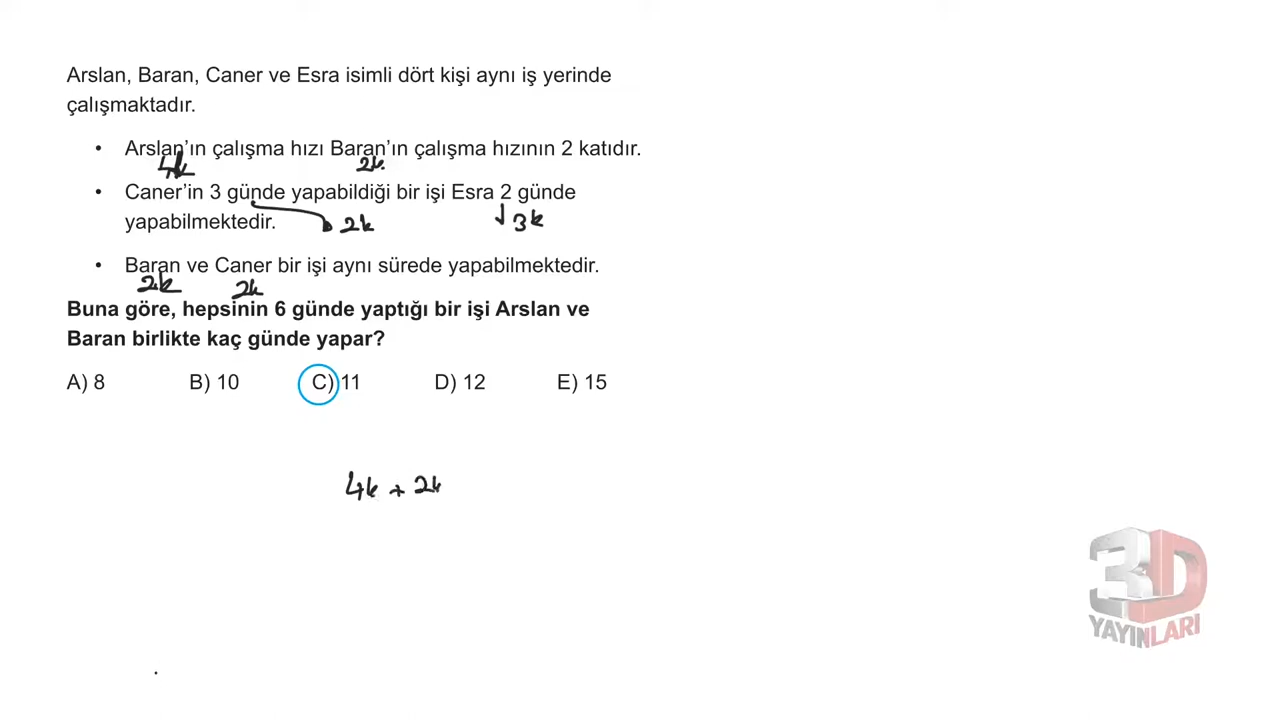 Arslan, Baran, Caner ve Esra isimli dört kişi aynı iş yerinde
çalışmaktadır.
• Arslan'ın çalışma hızı Baran'ın çalışma hızının 2 katıdır.
4k 2k
• Caner'in 3 günde yapabildiği bir işi Esra 2 günde
yapabilmektedir. 2k 3k
• Baran ve Caner bir işi aynı sürede yapabilmektedir.
2k 2k
Buna göre, hepsinin 6 günde yaptığı bir işi Arslan ve
Baran birlikte kaç günde yapar?
A) 8 B) 10 C) 11 D) 12 E) 15
4k + 2k
3D
YAYINLARI